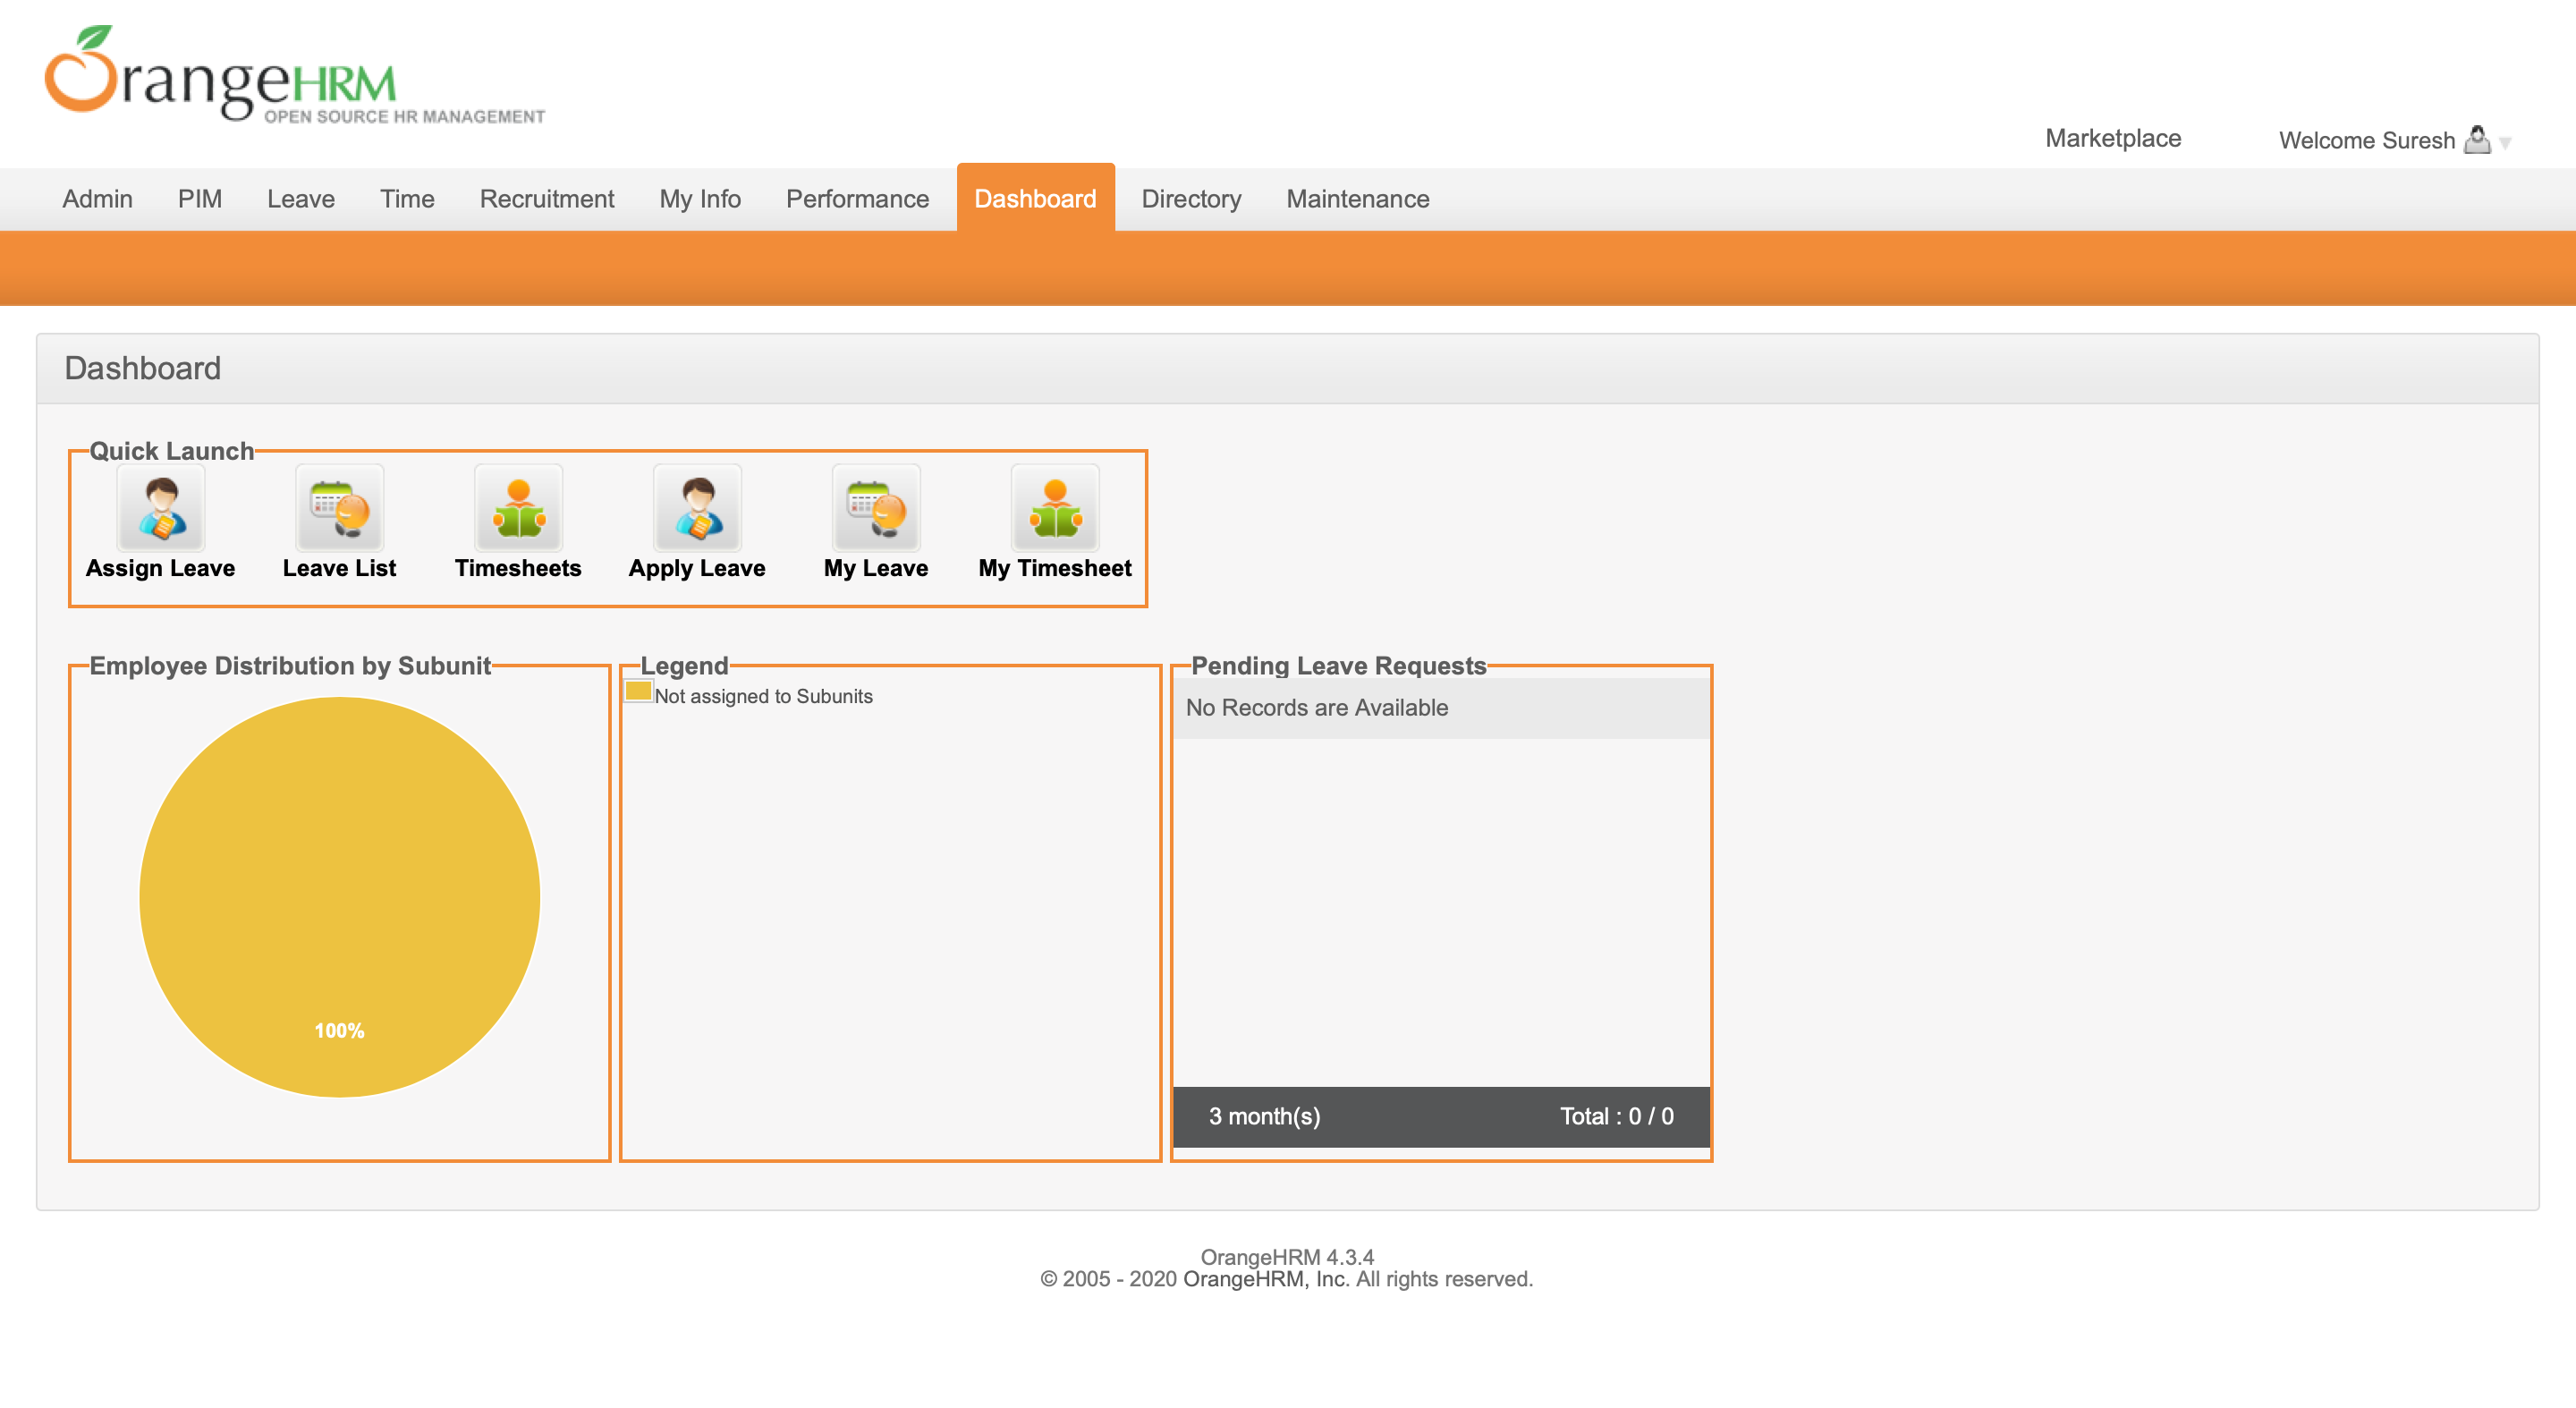 OrangeHRM
OPEN SOURCE HR MANAGEMENT
Marketplace
Welcome Suresh
Admin PIM Leave Time Recruitment My Info Performance Dashboard Directory Maintenance
Dashboard
Quick Launch
Assign Leave Leave List Timesheets Apply Leave My Leave My Timesheet
Employee Distribution by Subunit
100%
Legend
Not assigned to Subunits
Pending Leave Requests
No Records are Available
3 month(s) Total : 0 / 0
OrangeHRM 4.3.4
© 2005 - 2020 OrangeHRM, Inc. All rights reserved.